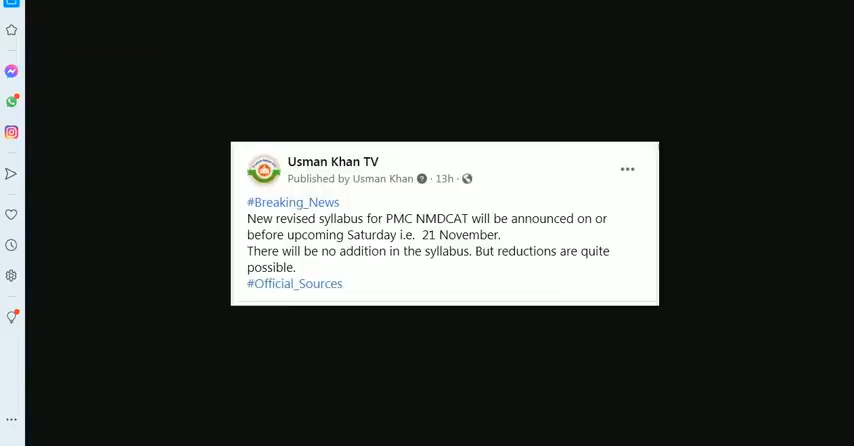 Usman Khan TV
Published by Usman Khan · 13h ·
#Breaking_News
New revised syllabus for PMC NMDCAT will be announced on or
before upcoming Saturday i.e. 21 November.
There will be no addition in the syllabus. But reductions are quite
possible.
#Official_Sources